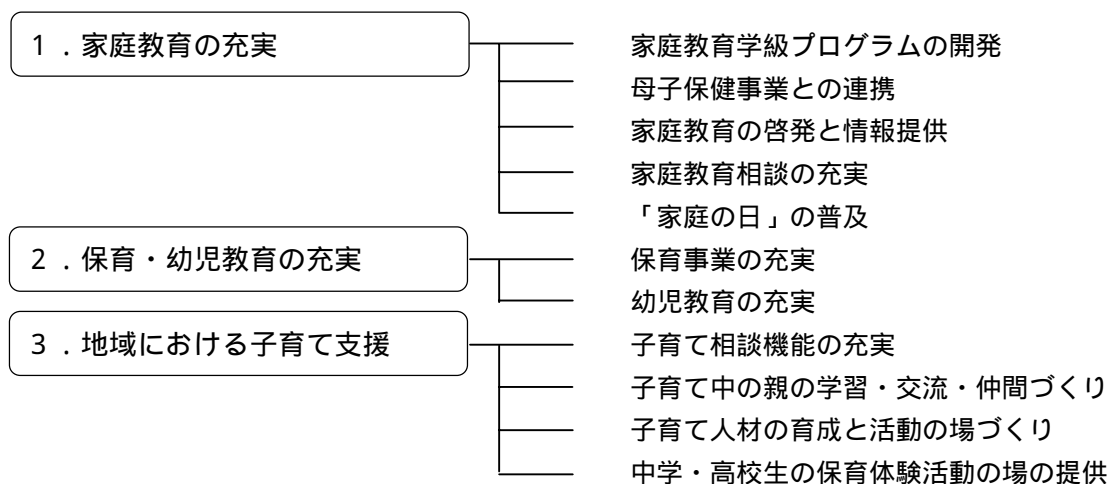 1．家庭教育の充実
家庭教育学級プログラムの開発
母子保健事業との連携
家庭教育の啓発と情報提供
家庭教育相談の充実
「家庭の日」の普及
2．保育・幼児教育の充実
保育事業の充実
幼児教育の充実
3．地域における子育て支援
子育て相談機能の充実
子育て中の親の学習・交流・仲間づくり
子育て人材の育成と活動の場づくり
中学・高校生の保育体験活動の場の提供